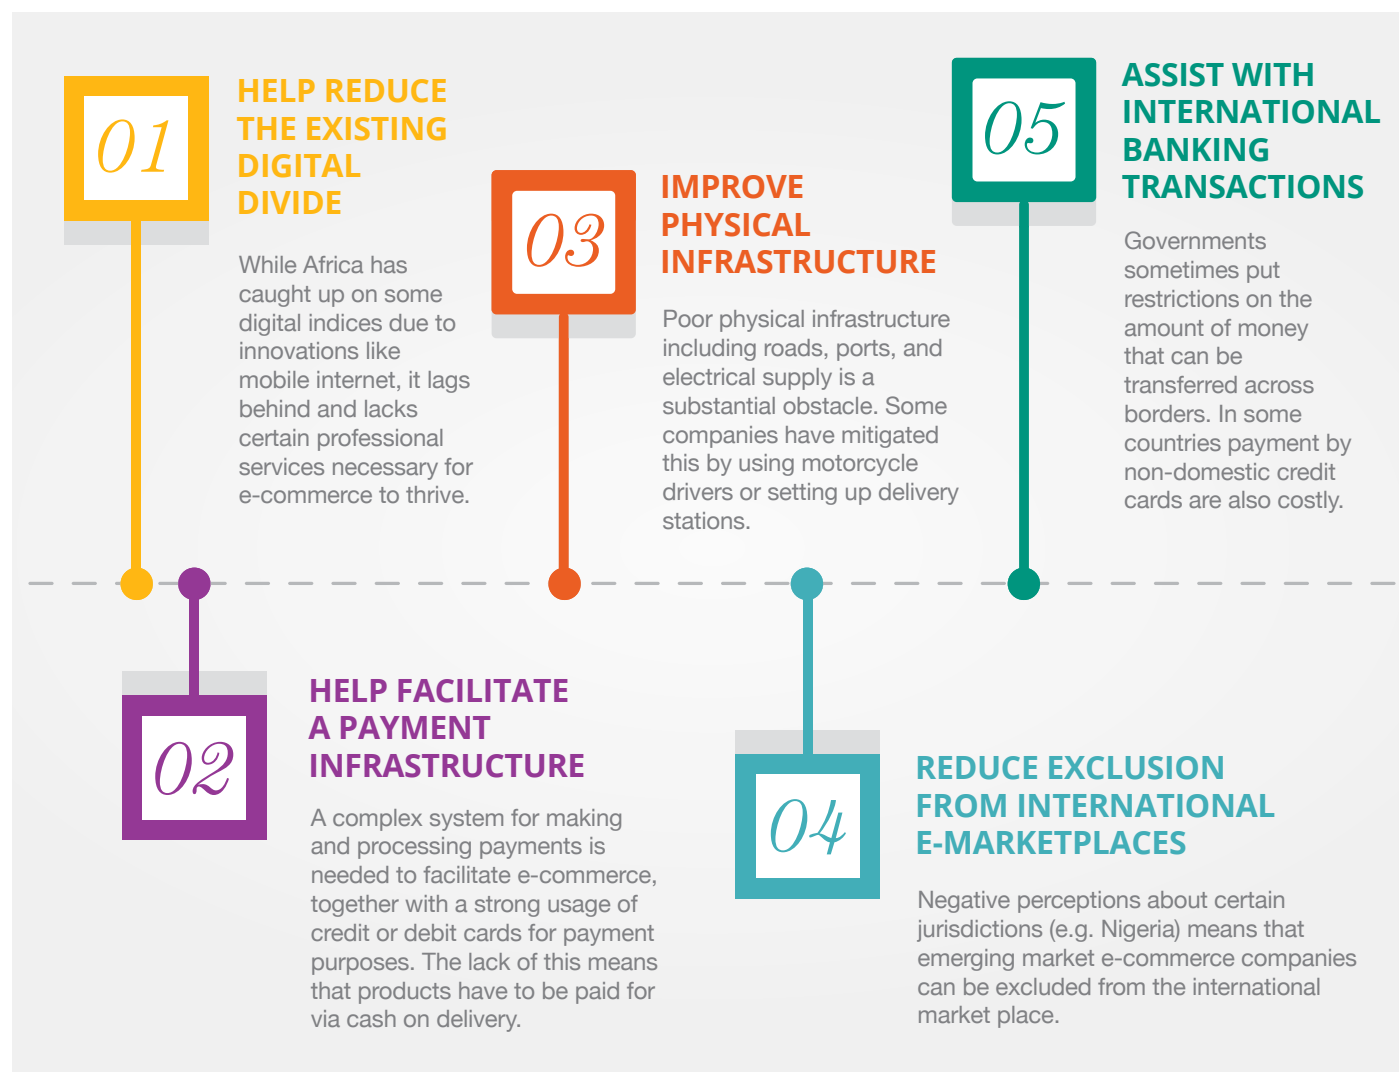 01
HELP REDUCE
THE EXISTING
DIGITAL
DIVIDE
While Africa has
caught up on some
digital indices due to
innovations like
mobile internet, it lags
behind and lacks
certain professional
services necessary for
e-commerce to thrive.
02
HELP FACILITATE
A PAYMENT
INFRASTRUCTURE
A complex system for making
and processing payments is
needed to facilitate e-commerce,
together with a strong usage of
credit or debit cards for payment
purposes. The lack of this means
that products have to be paid for
via cash on delivery.
03
IMPROVE
PHYSICAL
INFRASTRUCTURE
Poor physical infrastructure
including roads, ports, and
electrical supply is a
substantial obstacle. Some
companies have mitigated
this by using motorcycle
drivers or setting up delivery
stations.
04
REDUCE EXCLUSION
FROM INTERNATIONAL
E-MARKETPLACES
Negative perceptions about certain
jurisdictions (e.g. Nigeria) means that
emerging market e-commerce companies
can be excluded from the international
market place.
05
ASSIST WITH
INTERNATIONAL
BANKING
TRANSACTIONS
Governments
sometimes put
restrictions on the
amount of money
that can be
transferred across
borders. In some
countries payment by
non-domestic credit
cards are also costly.